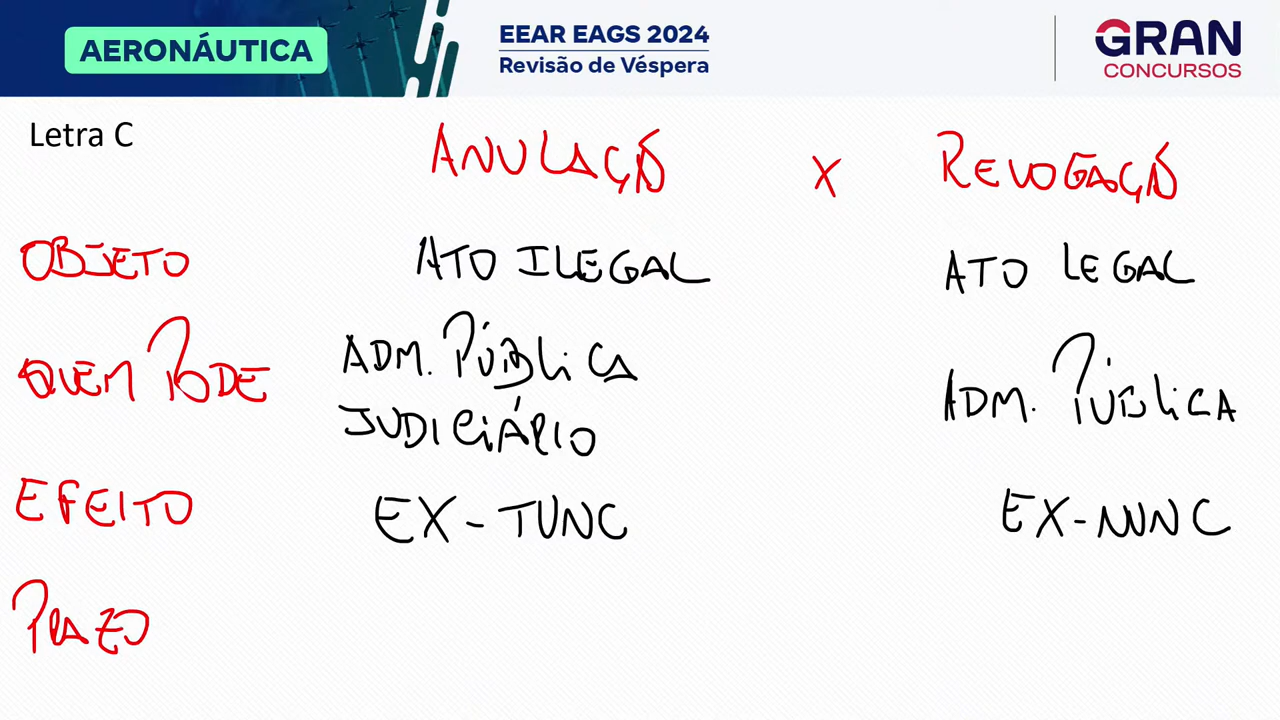 AERONÁUTICA
EEAR EAGS 2024
Revisão de Véspera
GRAN
CONCURSOS
Letra C
ANULAÇÃO X REVOGAÇÃO
OBJETO ATO ILEGAL ATO LEGAL
QUEM PODE ADM. PÚBLICA ADM. PÚBLICA
JUDICIÁRIO
EFEITO EX-TUNC EX-NUNC
PRAZO